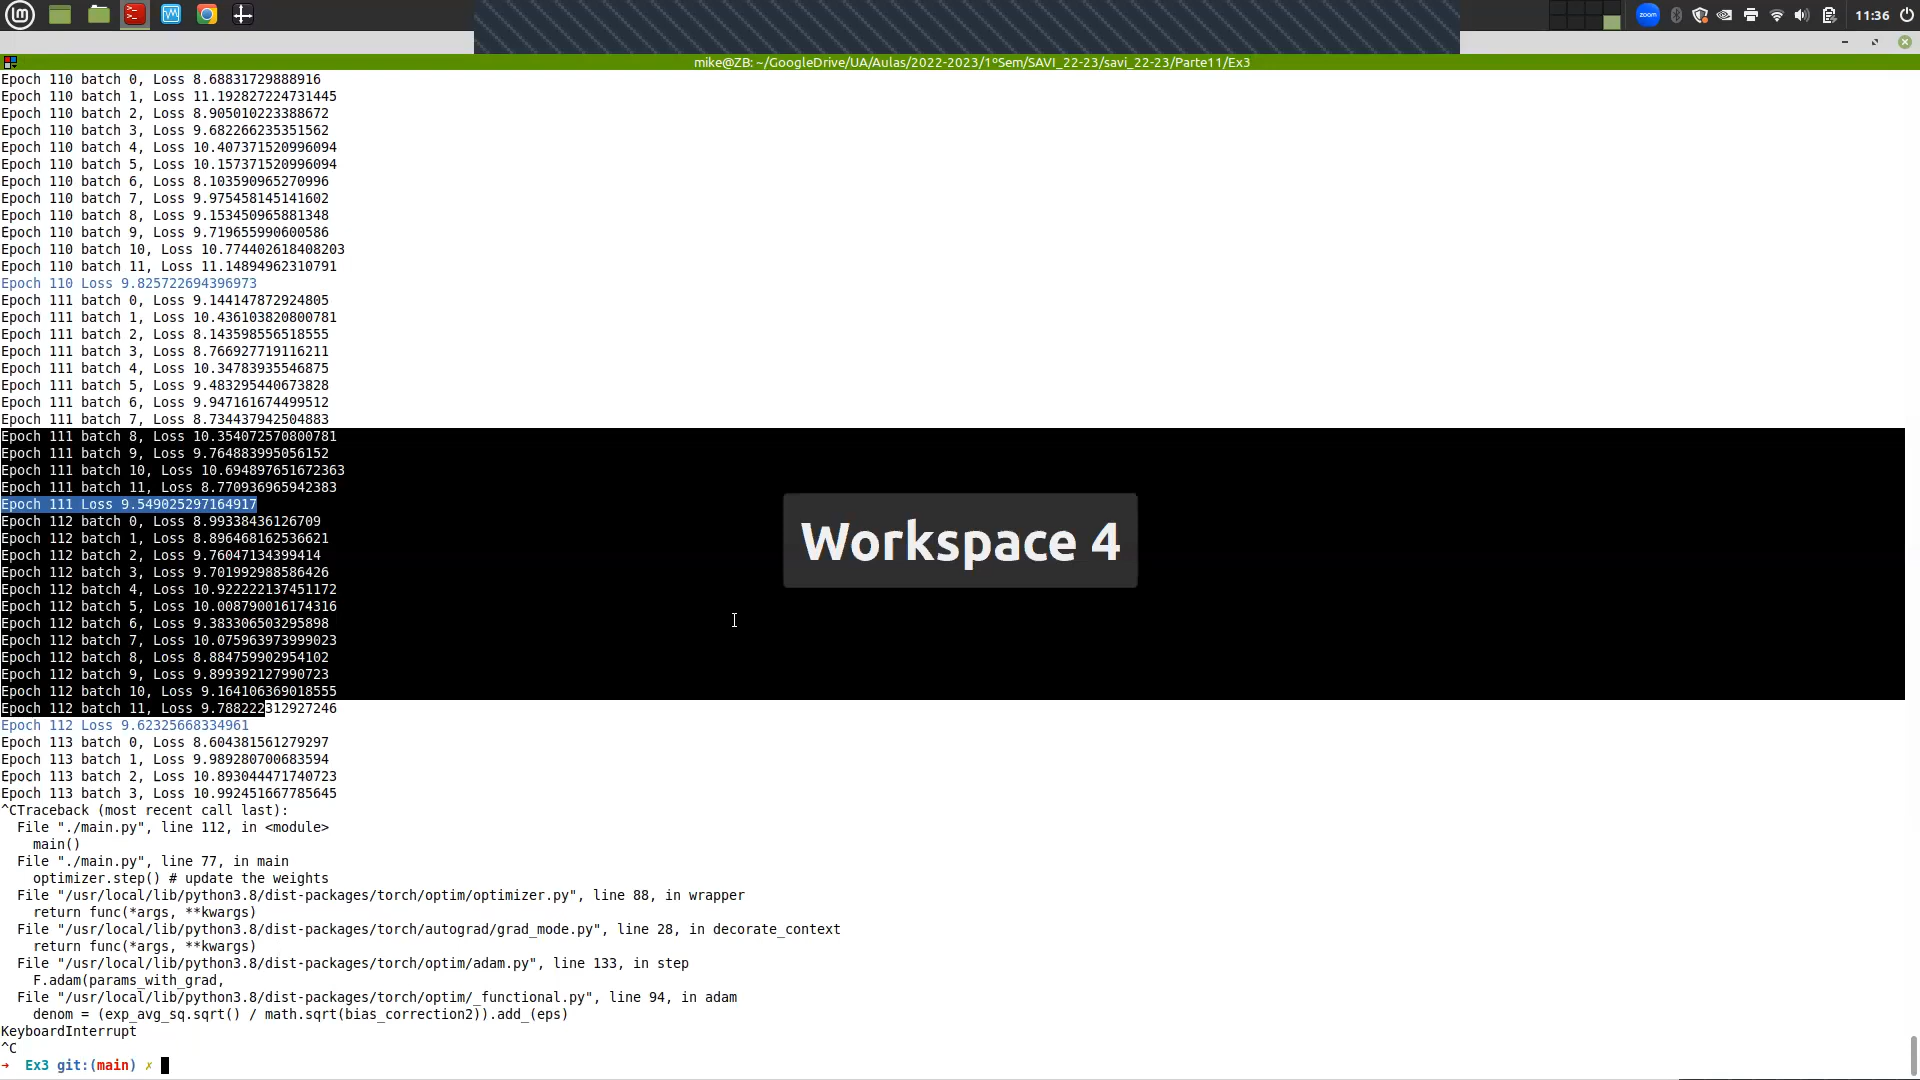 zoom
11:36
mike@ZB: ~/GoogleDrive/UA/Aulas/2022-2023/1ºSem/SAVI_22-23/savi_22-23/Parte11/Ex3
Epoch 110 batch 0, Loss 8.68831729888916
Epoch 110 batch 1, Loss 11.192827224731445
Epoch 110 batch 2, Loss 8.905010223388672
Epoch 110 batch 3, Loss 9.682266235351562
Epoch 110 batch 4, Loss 10.407371520996094
Epoch 110 batch 5, Loss 10.157371520996094
Epoch 110 batch 6, Loss 8.103590965270996
Epoch 110 batch 7, Loss 9.975458145141602
Epoch 110 batch 8, Loss 9.153450965881348
Epoch 110 batch 9, Loss 9.719655990600586
Epoch 110 batch 10, Loss 10.774402618408203
Epoch 110 batch 11, Loss 11.14894962310791
Epoch 110 Loss 9.825722694396973
Epoch 111 batch 0, Loss 9.144147872924805
Epoch 111 batch 1, Loss 10.436103820800781
Epoch 111 batch 2, Loss 8.143598556518555
Epoch 111 batch 3, Loss 8.766927719116211
Epoch 111 batch 4, Loss 10.34783935546875
Epoch 111 batch 5, Loss 9.483295440673828
Epoch 111 batch 6, Loss 9.947161674499512
Epoch 111 batch 7, Loss 8.734437942504883
Epoch 111 batch 8, Loss 10.354072570800781
Epoch 111 batch 9, Loss 9.764883995056152
Epoch 111 batch 10, Loss 10.694897651672363
Epoch 111 batch 11, Loss 8.770936965942383
Epoch 111 Loss 9.549025297164917
Epoch 112 batch 0, Loss 8.99338436126709
Epoch 112 batch 1, Loss 8.896468162536621
Epoch 112 batch 2, Loss 9.76047134399414
Epoch 112 batch 3, Loss 9.701992988586426
Epoch 112 batch 4, Loss 10.922222137451172
Epoch 112 batch 5, Loss 10.008790016174316
Epoch 112 batch 6, Loss 9.383306503295898
Epoch 112 batch 7, Loss 10.075963973999023
Epoch 112 batch 8, Loss 8.884759902954102
Epoch 112 batch 9, Loss 9.899392127990723
Epoch 112 batch 10, Loss 9.164106369018555
Epoch 112 batch 11, Loss 9.788222312927246
Epoch 112 Loss 9.62325668334961
Epoch 113 batch 0, Loss 8.604381561279297
Epoch 113 batch 1, Loss 9.989280700683594
Epoch 113 batch 2, Loss 10.893044471740723
Epoch 113 batch 3, Loss 10.992451667785645
^CTraceback (most recent call last):
  File "./main.py", line 112, in <module>
    main()
  File "./main.py", line 77, in main
    optimizer.step() # update the weights
  File "/usr/local/lib/python3.8/dist-packages/torch/optim/optimizer.py", line 88, in wrapper
    return func(*args, **kwargs)
  File "/usr/local/lib/python3.8/dist-packages/torch/autograd/grad_mode.py", line 28, in decorate_context
    return func(*args, **kwargs)
  File "/usr/local/lib/python3.8/dist-packages/torch/optim/adam.py", line 133, in step
    F.adam(params_with_grad,
  File "/usr/local/lib/python3.8/dist-packages/torch/optim/_functional.py", line 94, in adam
    denom = (exp_avg_sq.sqrt() / math.sqrt(bias_correction2)).add_(eps)
KeyboardInterrupt
^C
➜  Ex3 git:(main) ✗
Workspace 4